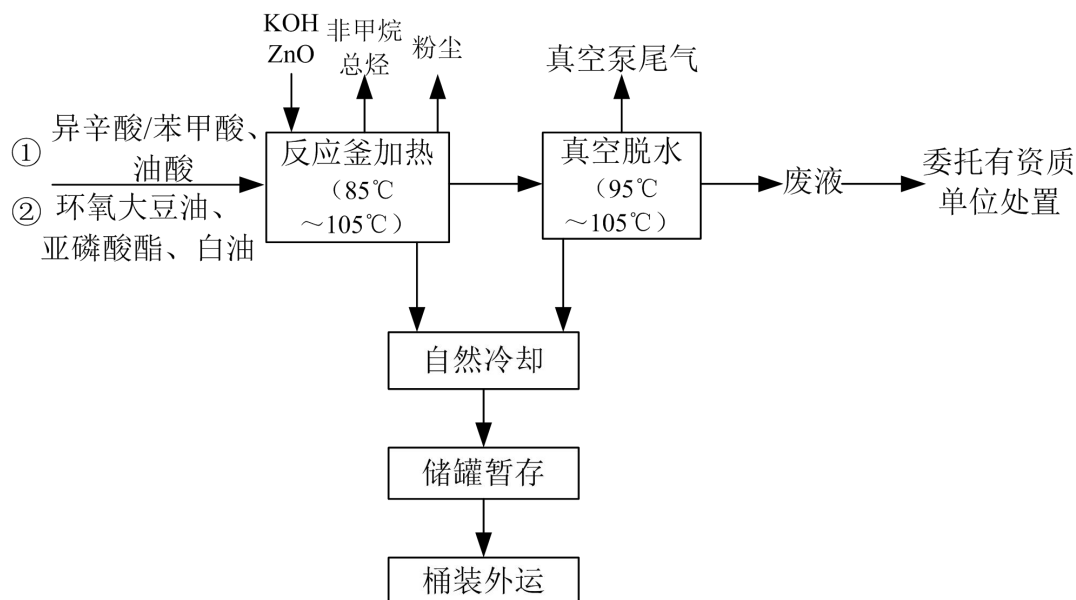 KOH
ZnO
非甲烷
总烃
粉尘
真空泵尾气
①
异辛酸/苯甲酸、
油酸
②
环氧大豆油、
亚磷酸酯、白油
反应釜加热
（85℃
～105℃）
真空脱水
（95℃
～105℃）
废液
委托有资质
单位处置
自然冷却
储罐暂存
桶装外运